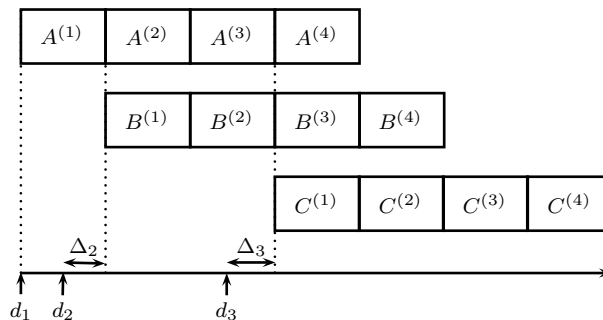 A^{(1)} A^{(2)} A^{(3)} A^{(4)}
B^{(1)} B^{(2)} B^{(3)} B^{(4)}
C^{(1)} C^{(2)} C^{(3)} C^{(4)}
Δ_2 Δ_3
d_1 d_2 d_3